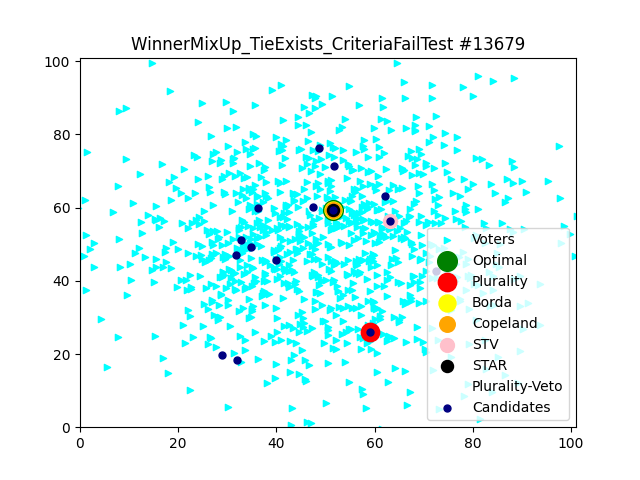 WinnerMixUp_TieExists_CriteriaFailTest #13679
100
80
60
40
20
0
0 20 40 60 80 100
Voters
Optimal
Plurality
Borda
Copeland
STV
STAR
Plurality-Veto
Candidates